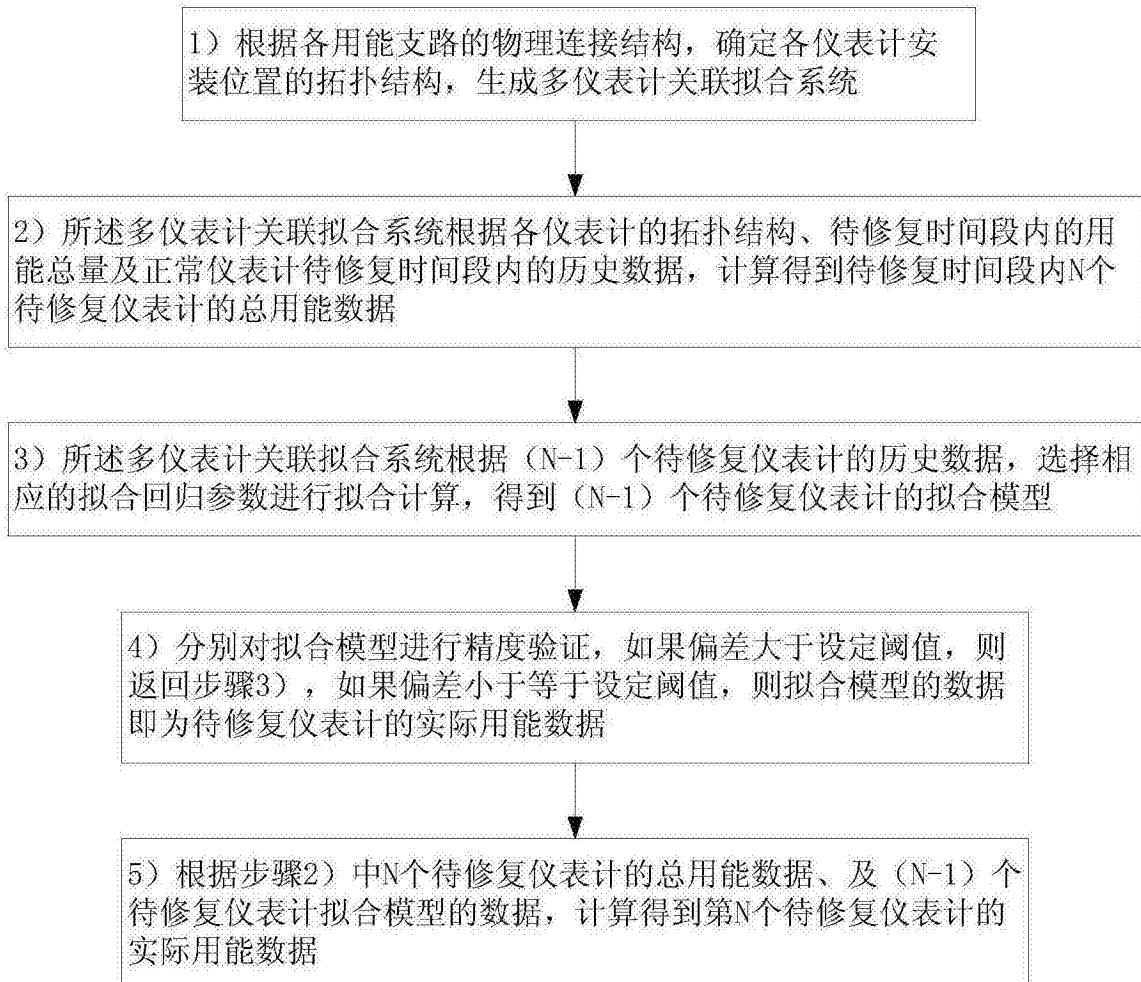 1）根据各用能支路的物理连接结构，确定各仪表计安
装位置的拓扑结构，生成多仪表计关联拟合系统
2）所述多仪表计关联拟合系统根据各仪表计的拓扑结构、待修复时间段内的用
能总量及正常仪表计待修复时间段内的历史数据，计算得到待修复时间段内N个
待修复仪表计的总用能数据
3）所述多仪表计关联拟合系统根据（N-1）个待修复仪表计的历史数据，选择相
应的拟合回归参数进行拟合计算，得到（N-1）个待修复仪表计的拟合模型
4）分别对拟合模型进行精度验证，如果偏差大于设定阈值，则
返回步骤3），如果偏差小于等于设定阈值，则拟合模型的数据
即为待修复仪表计的实际用能数据
5）根据步骤2）中N个待修复仪表计的总用能数据、及（N-1）个
待修复仪表计拟合模型的数据，计算得到第N个待修复仪表计的
实际用能数据